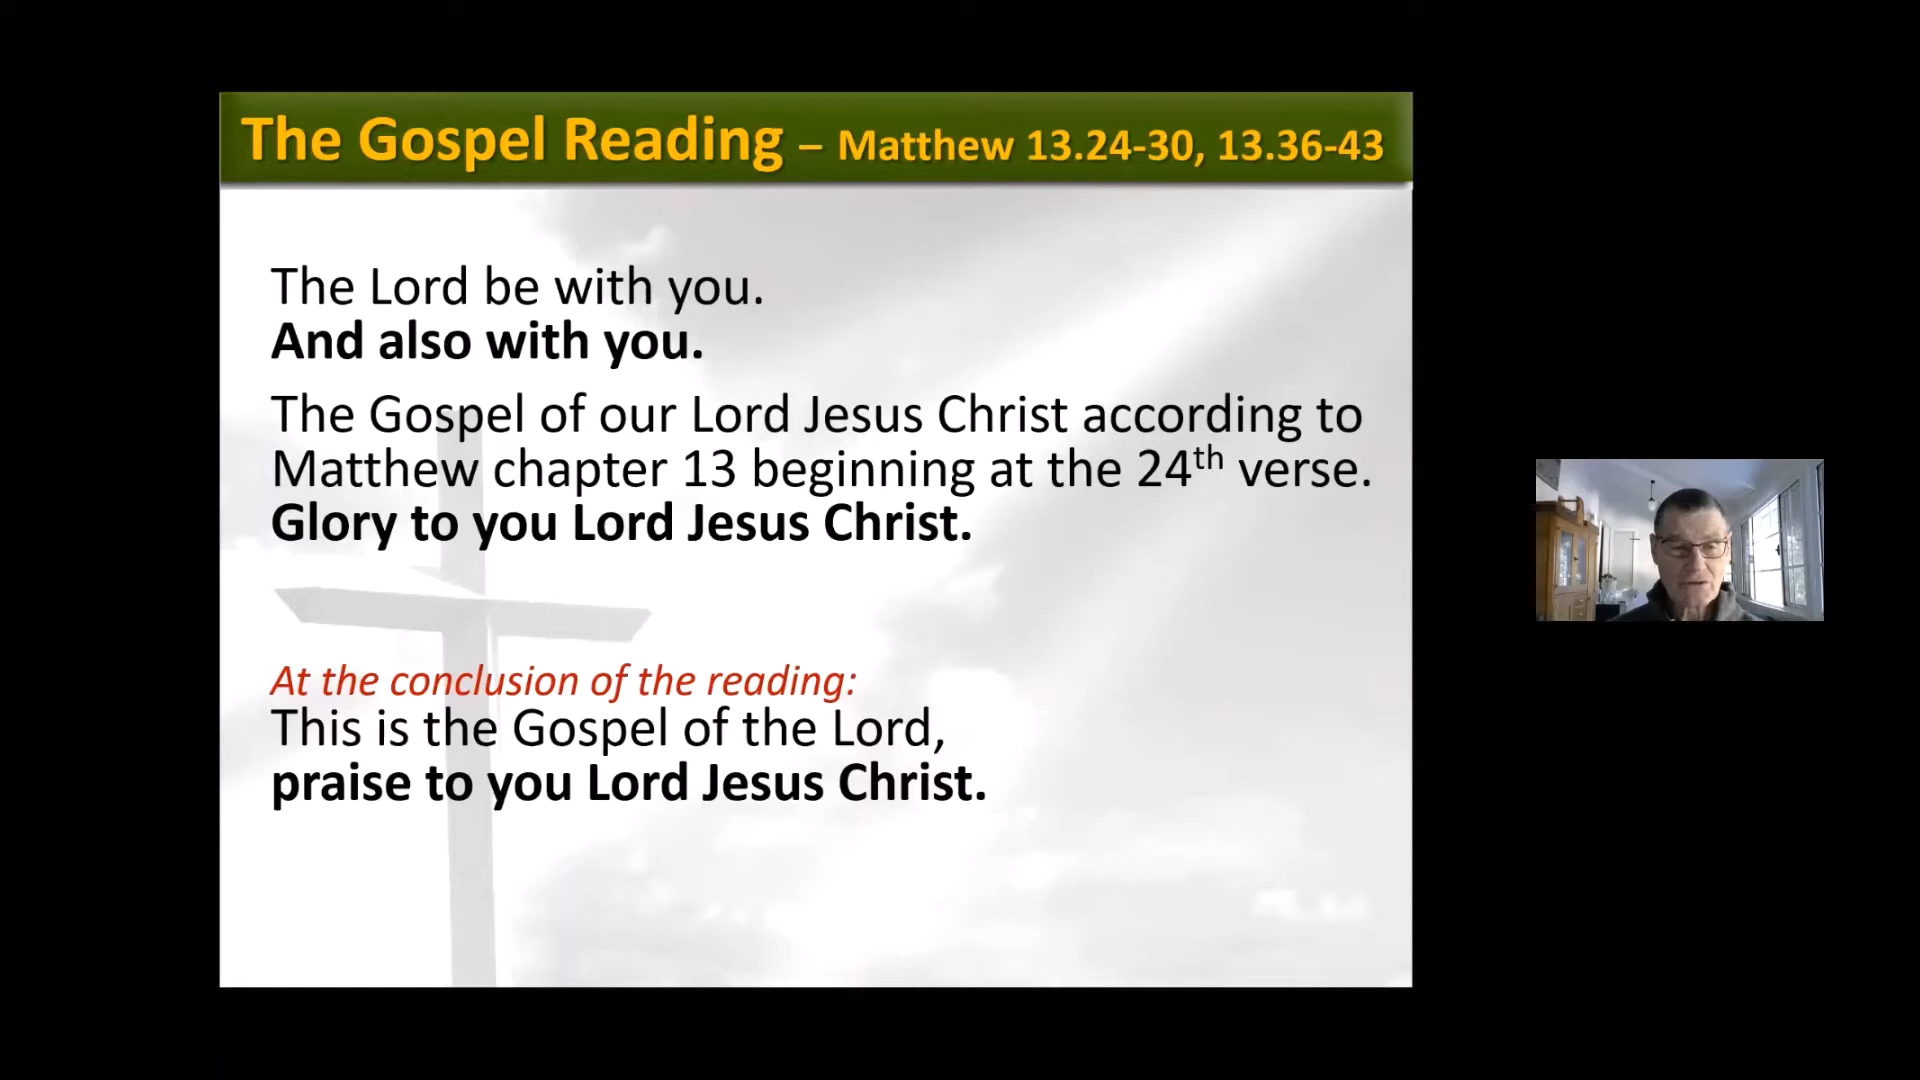 The Gospel Reading – Matthew 13.24-30, 13.36-43
The Lord be with you.
And also with you.
The Gospel of our Lord Jesus Christ according to
Matthew chapter 13 beginning at the 24th verse.
Glory to you Lord Jesus Christ.
At the conclusion of the reading:
This is the Gospel of the Lord,
praise to you Lord Jesus Christ.